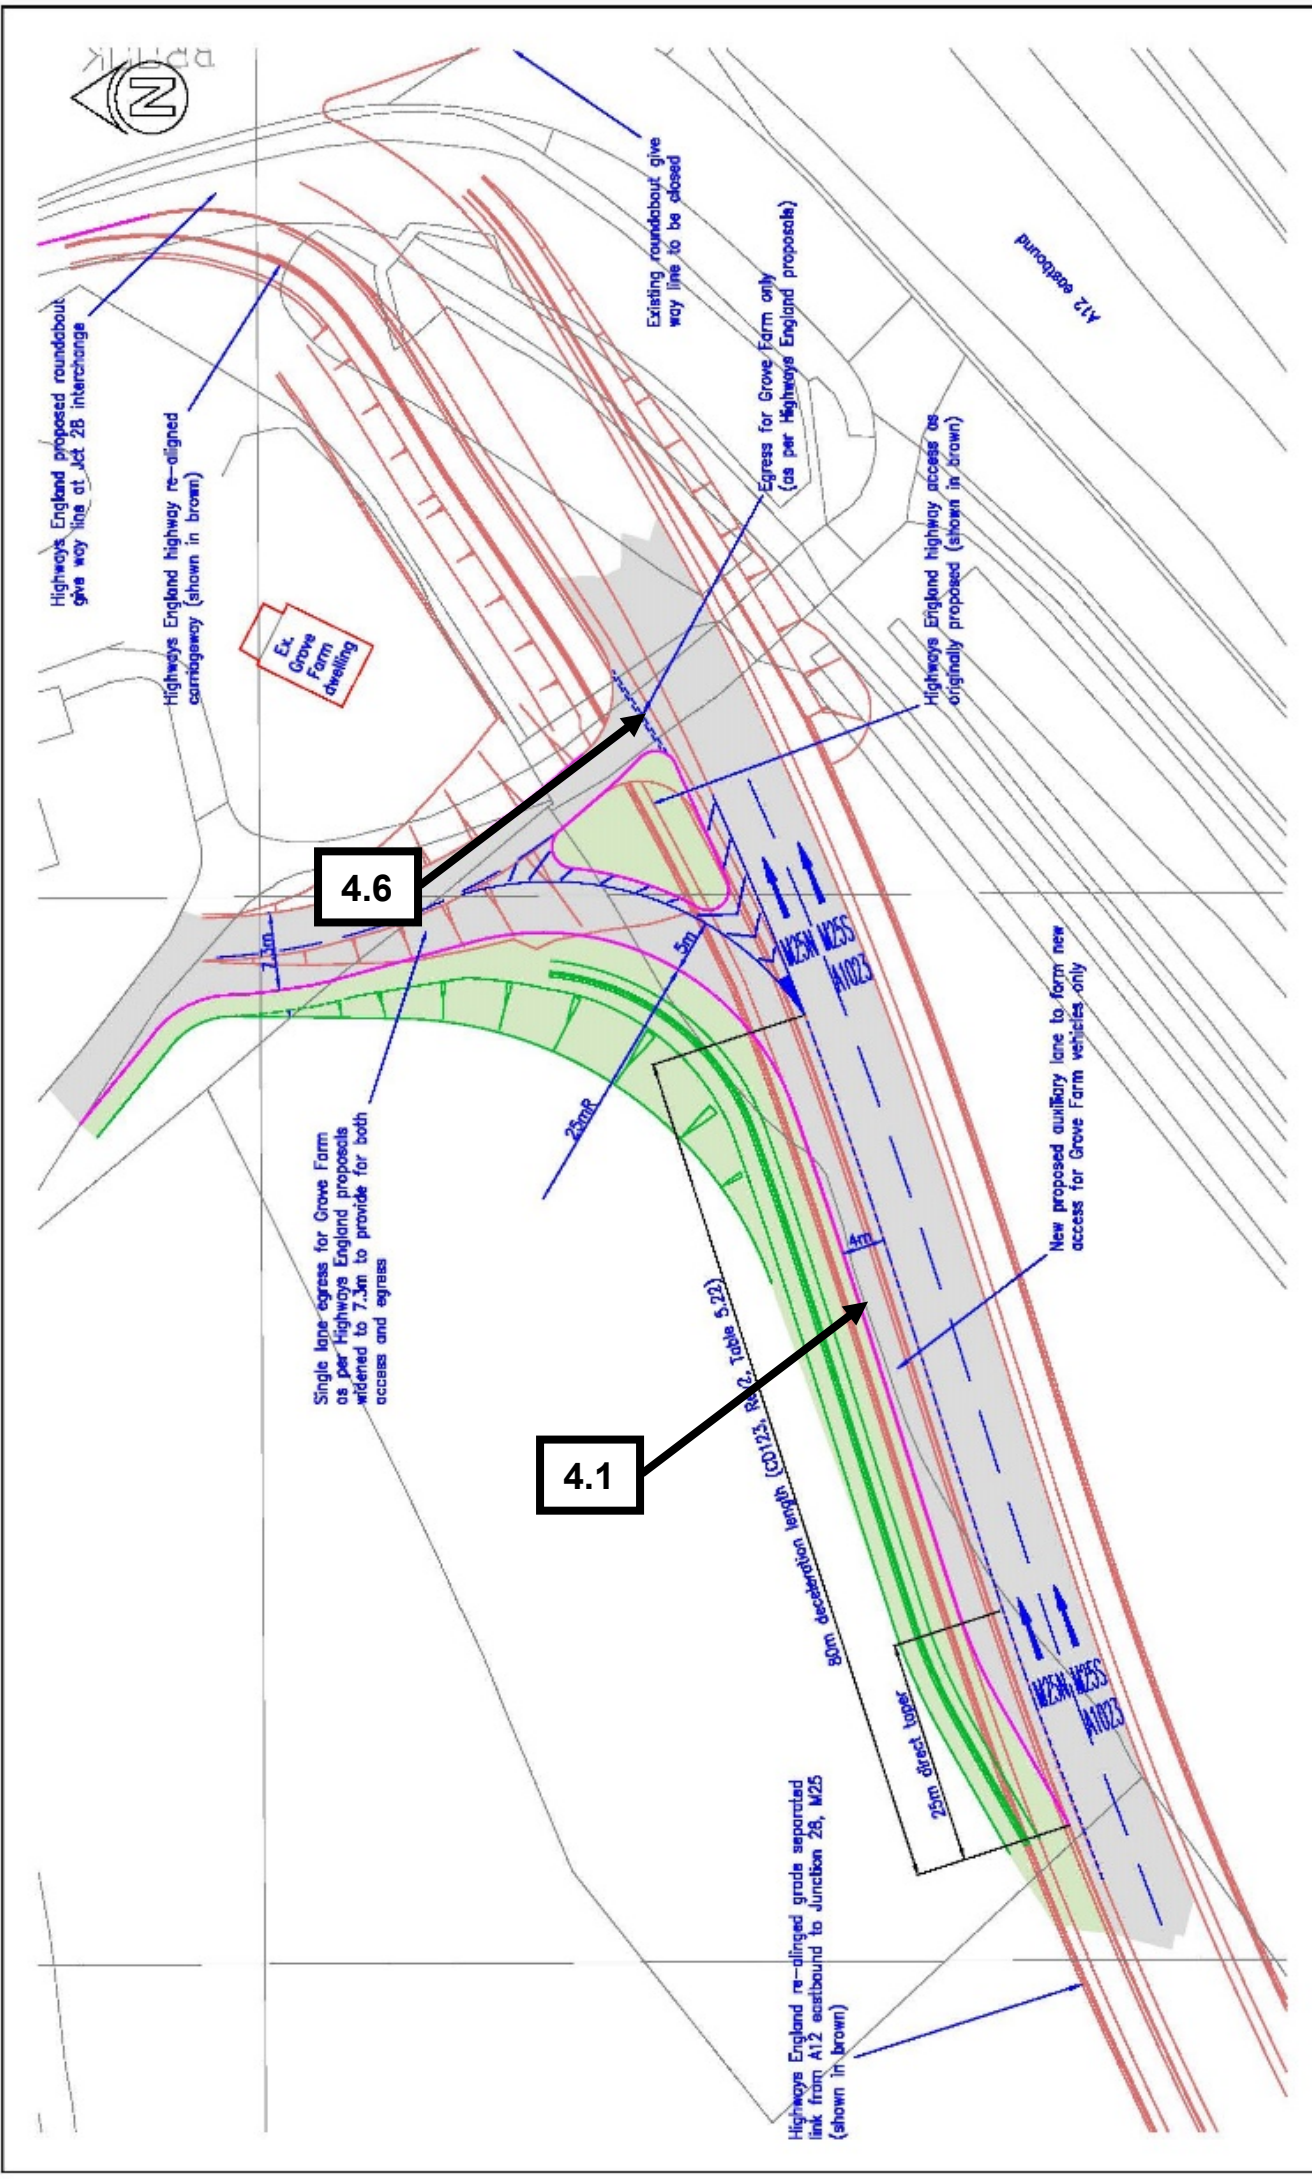 BROOK
N
Highways England proposed roundabout
give way line at Jct 28 interchange
Highways England highway re-aligned
carriageway (shown in brown)
Existing roundabout give
way line to be closed
Egress for Grove Farm only
(as per Highways England proposals)
A12 eastbound
Highways England highway access as
originally proposed (shown in brown)
Ex.
Grove
Farm
dwelling
4.6
7.3m
5m
25mR
M25N M25S
A1023
Single lane egress for Grove Farm
as per Highways England proposals
widened to 7.3m to provide for both
access and egress
New proposed auxiliary lane to form new
access for Grove Farm vehicles only
4m
4.1
80m deceleration length (CD123, Rev2, Table 5.22)
25m direct taper
M25N M25S
A1023
Highways England re-alinged grade separated
link from A12 eastbound to Junction 28, M25
(shown in brown)